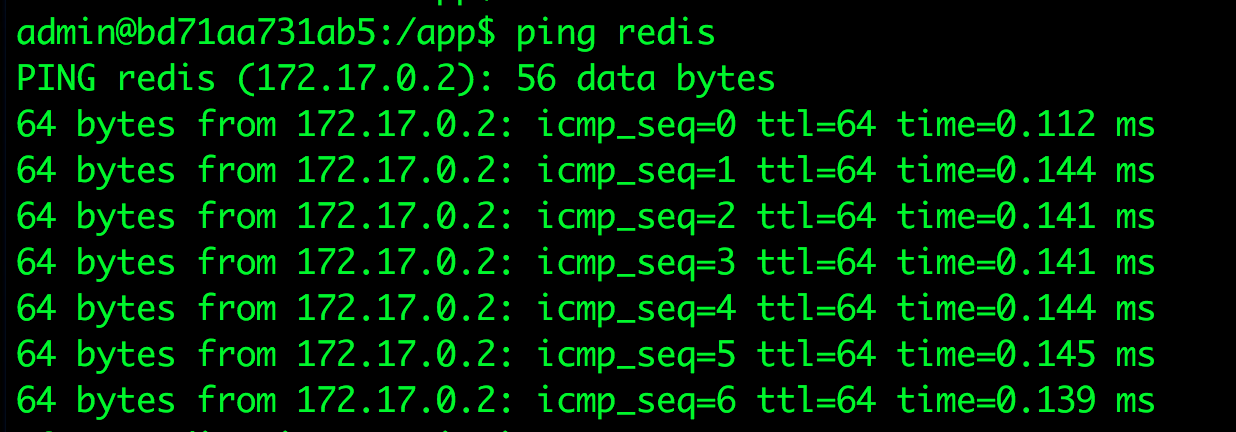 admin@bd71aa731ab5:/app$ ping redis
PING redis (172.17.0.2): 56 data bytes
64 bytes from 172.17.0.2: icmp_seq=0 ttl=64 time=0.112 ms
64 bytes from 172.17.0.2: icmp_seq=1 ttl=64 time=0.144 ms
64 bytes from 172.17.0.2: icmp_seq=2 ttl=64 time=0.141 ms
64 bytes from 172.17.0.2: icmp_seq=3 ttl=64 time=0.141 ms
64 bytes from 172.17.0.2: icmp_seq=4 ttl=64 time=0.144 ms
64 bytes from 172.17.0.2: icmp_seq=5 ttl=64 time=0.145 ms
64 bytes from 172.17.0.2: icmp_seq=6 ttl=64 time=0.139 ms